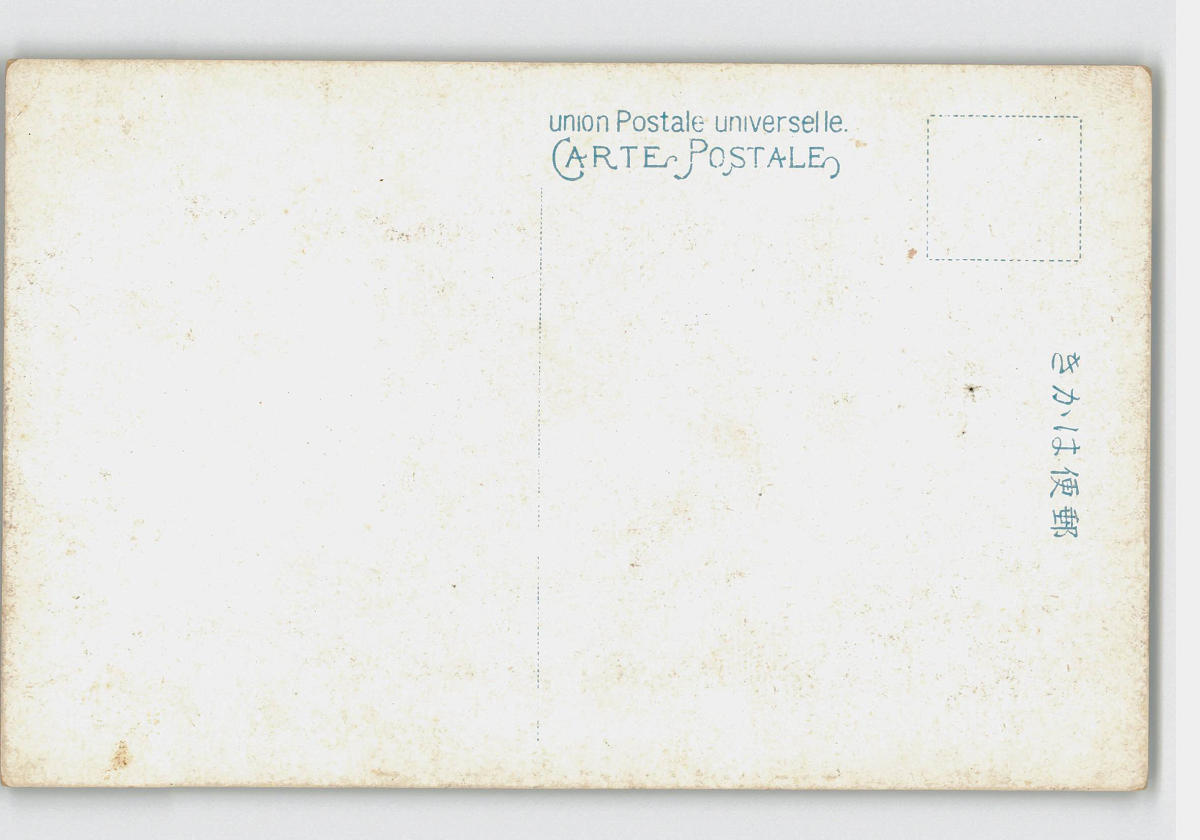 union Postale universelle.
CARTE POSTALE
きかは便郵